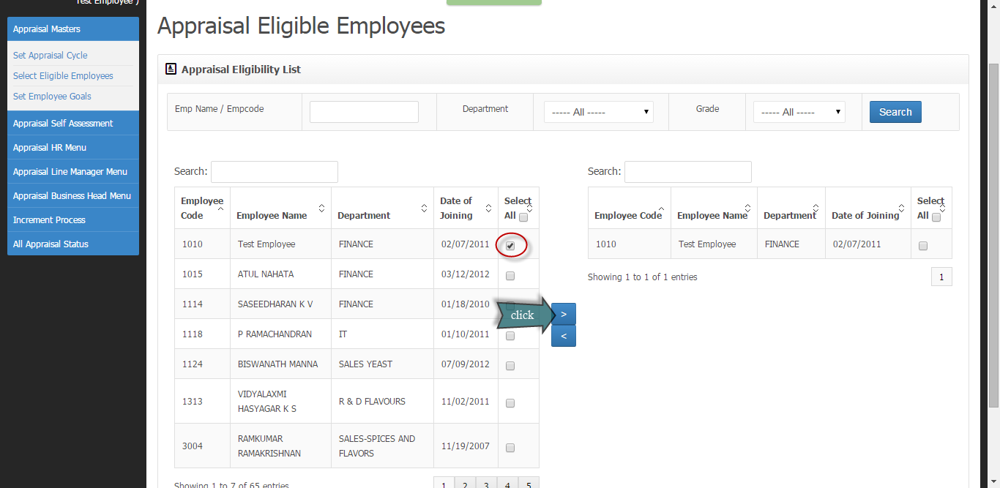 Test Employee )
Appraisal Masters
Set Appraisal Cycle
Select Eligible Employees
Set Employee Goals
Appraisal Self Assessment
Appraisal HR Menu
Appraisal Line Manager Menu
Appraisal Business Head Menu
Increment Process
All Appraisal Status
Appraisal Eligible Employees
Appraisal Eligibility List
Emp Name / Empcode Department ----- All ----- Grade ----- All ----- Search
Search:
Employee Code Employee Name Department Date of Joining Select All
1010 Test Employee FINANCE 02/07/2011
1015 ATUL NAHATA FINANCE 03/12/2012
1114 SASEEDHARAN K V FINANCE 01/18/2010
1118 P RAMACHANDRAN IT 01/10/2011
1124 BISWANATH MANNA SALES YEAST 07/09/2012
1313 VIDYALAXMI HASYAGAR K S R & D FLAVOURS 11/02/2011
3004 RAMKUMAR RAMAKRISHNAN SALES-SPICES AND FLAVORS 11/19/2007
Showing 1 to 7 of 65 entries
1 2 3 4 5
click
>
<
Search:
Employee Code Employee Name Department Date of Joining Select All
1010 Test Employee FINANCE 02/07/2011
Showing 1 to 1 of 1 entries
1